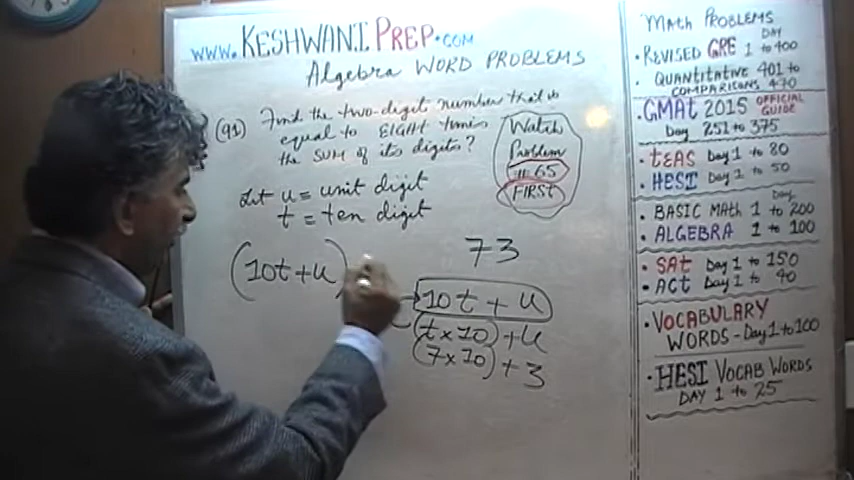 www.KESHWANI PREP.COM
Algebra WORD PROBLEMS
(Q1) Find the two-digit number that is
equal to EIGHT times
the SUM of its digits?
Watch
Problem
# 65
FIRST
Let u = unit digit
t = ten digit
73
(10t+u)
10t + u
(t x 10) + u
(7 x 10) + 3
MATH PROBLEMS
DAY
• REVISED GRE 1 to 400
• QUANTITATIVE 401 to
COMPARISONS 470
• GMAT 2015 OFFICIAL
GUIDE
Day 251 to 375
• TEAS Day 1 to 80
• HESI Day 1 to 50
Day
• BASIC MATH 1 to 200
• ALGEBRA 1 to 100
• SAT Day 1 to 150
• ACT Day 1 to 90
• VOCABULARY
WORDS - Day 1 to 100
• HESI VOCAB WORDS
DAY 1 to 25